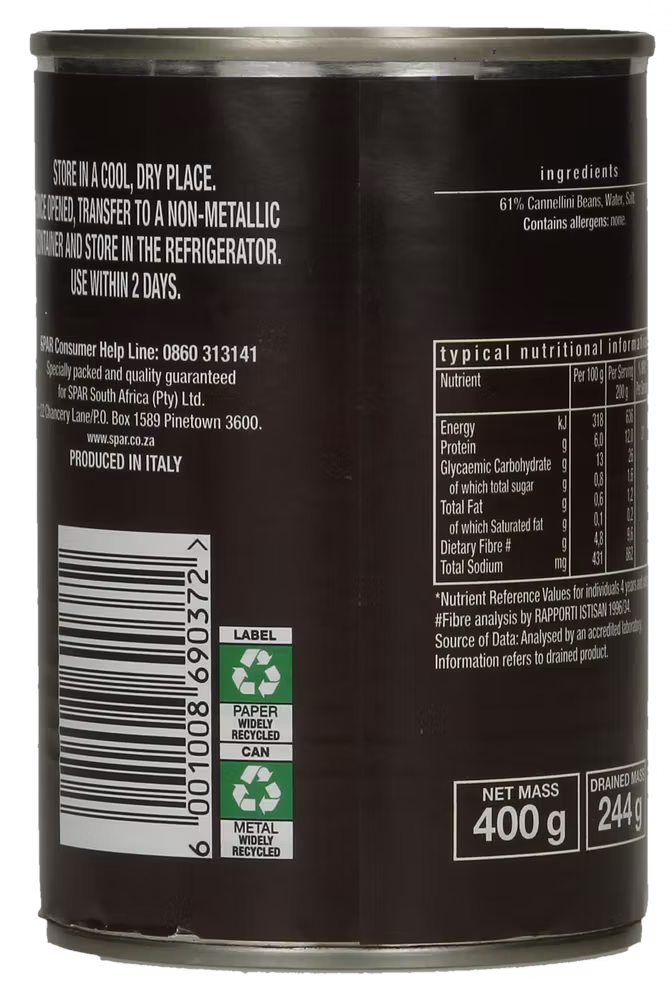 STORE IN A COOL, DRY PLACE.
OPENED, TRANSFER TO A NON-METALLIC
AND STORE IN THE REFRIGERATOR.
USE WITHIN 2 DAYS.
SPAR Consumer Help Line: 0860 313141
Specially packed and quality guaranteed
for SPAR South Africa (Pty) Ltd.
Chancery Lane/P.O. Box 1589 Pinetown 3600.
www.spar.co.za
PRODUCED IN ITALY
6 001008 690372 >
LABEL
PAPER
WIDELY
RECYCLED
CAN
METAL
WIDELY
RECYCLED
ingredients
61% Cannellini Beans, Water, Salt
Contains allergens: none.
typical nutritional
Nutrient Per 100 g Per Serving 200 g
Energy kJ 318 636
Protein g 6,0 12,0
Glycaemic Carbohydrate g 13 26
of which total sugar g 0,8 1,6
Total Fat g 0,6 1,2
of which Saturated fat g 0,1 0,2
Dietary Fibre # g 4,8 9,6
Total Sodium mg 431 862
*Nutrient Reference Values for individuals 4 years and
#Fibre analysis by RAPPORTI ISTISAN 1996/34.
Source of Data: Analysed by an accredited laboratory
Information refers to drained product.
NET MASS
400 g
DRAINED MASS
244 g